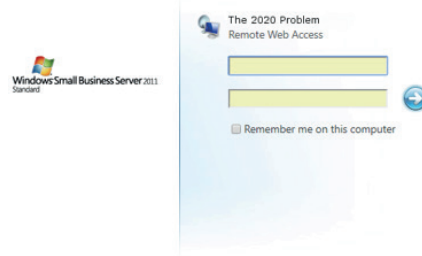 Windows Small Business Server 2011
Standard
The 2020 Problem
Remote Web Access
Remember me on this computer